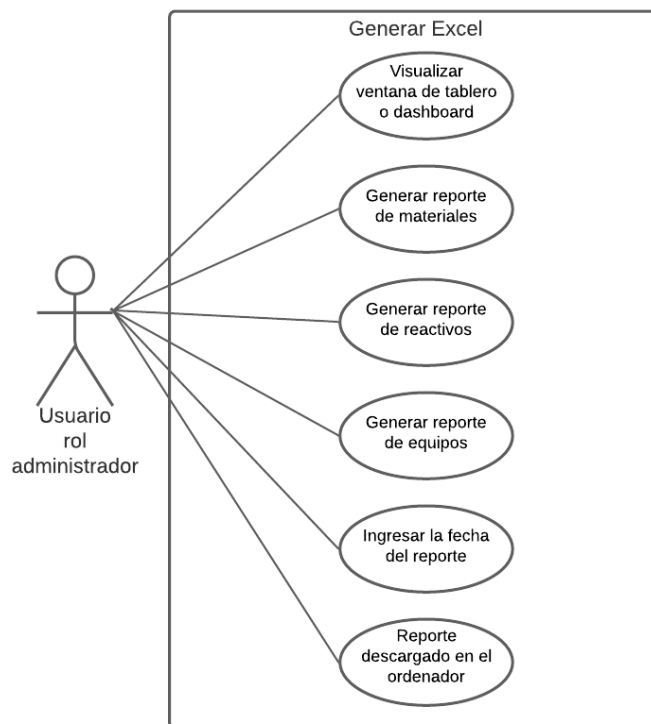 Generar Excel
Visualizar
ventana de tablero
o dashboard
Generar reporte
de materiales
Generar reporte
de reactivos
Generar reporte
de equipos
Ingresar la fecha
del reporte
Reporte
descargado en el
ordenador
Usuario
rol
administrador